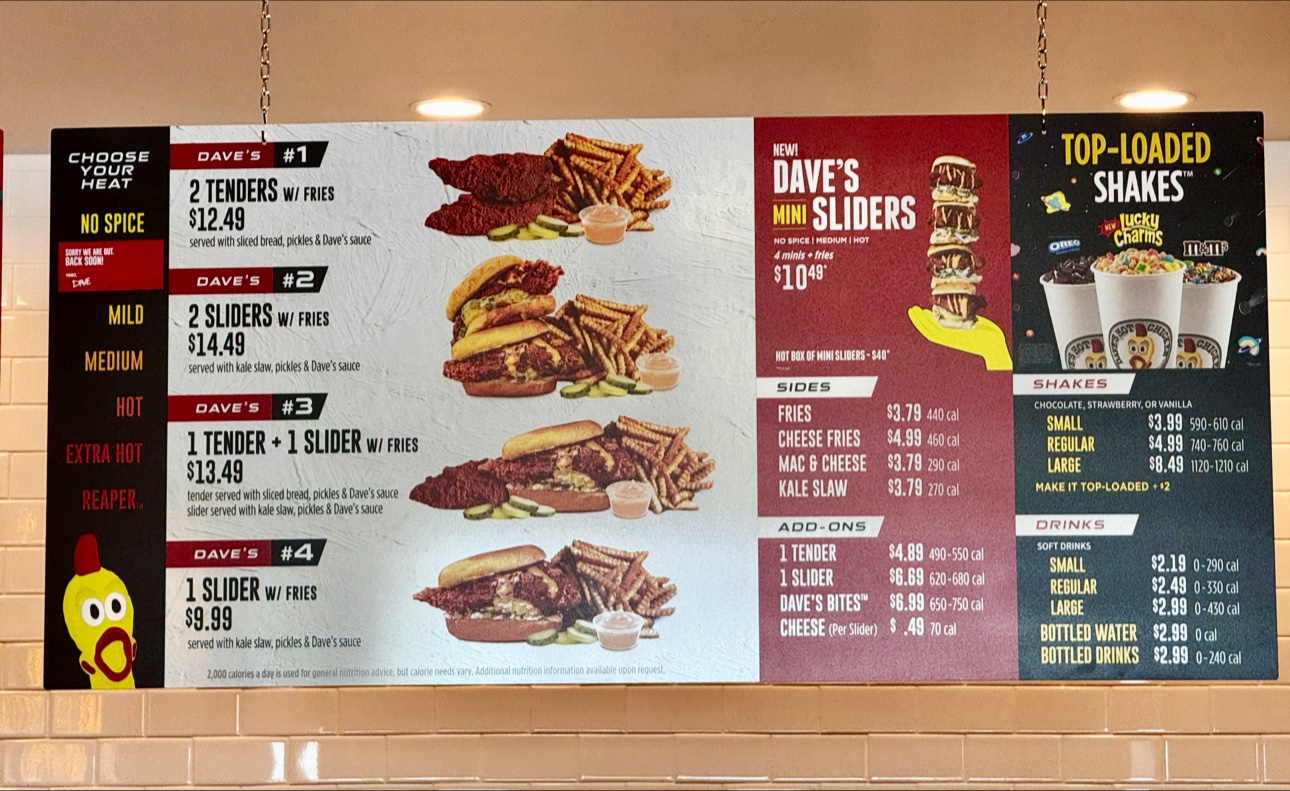 CHOOSE
YOUR
HEAT
NO SPICE
SORRY WE ARE OUT.
BACK SOON!
DAVE
MILD
MEDIUM
HOT
EXTRA HOT
REAPER™
DAVE'S #1
2 TENDERS W/ FRIES
$12.49
served with sliced bread, pickles & Dave's sauce
DAVE'S #2
2 SLIDERS W/ FRIES
$14.49
served with kale slaw, pickles & Dave's sauce
DAVE'S #3
1 TENDER + 1 SLIDER W/ FRIES
$13.49
tender served with sliced bread, pickles & Dave's sauce
slider served with kale slaw, pickles & Dave's sauce
DAVE'S #4
1 SLIDER W/ FRIES
$9.99
served with kale slaw, pickles & Dave's sauce
2,000 calories a day is used for general nutrition advice, but calorie needs vary. Additional nutrition information available upon request.
NEW!
DAVE'S
MINI SLIDERS
NO SPICE | MEDIUM | HOT
4 minis + fries
$10.49*
HOT BOX OF MINI SLIDERS - $40*
SIDES
FRIES $3.79 440 cal
CHEESE FRIES $4.99 460 cal
MAC & CHEESE $3.79 290 cal
KALE SLAW $3.79 270 cal
ADD-ONS
1 TENDER $4.89 490-550 cal
1 SLIDER $6.69 620-680 cal
DAVE'S BITES™ $6.99 650-750 cal
CHEESE (Per Slider) $ .49 70 cal
TOP-LOADED
SHAKES™
NEW
Lucky
Charms
OREO
m&m's
HOT CHICKEN
SHAKES
CHOCOLATE, STRAWBERRY, OR VANILLA
SMALL $3.99 590-610 cal
REGULAR $4.99 740-760 cal
LARGE $8.49 1120-1210 cal
MAKE IT TOP-LOADED +$2
DRINKS
SOFT DRINKS
SMALL $2.19 0-290 cal
REGULAR $2.49 0-330 cal
LARGE $2.99 0-430 cal
BOTTLED WATER $2.99 0 cal
BOTTLED DRINKS $2.99 0-240 cal